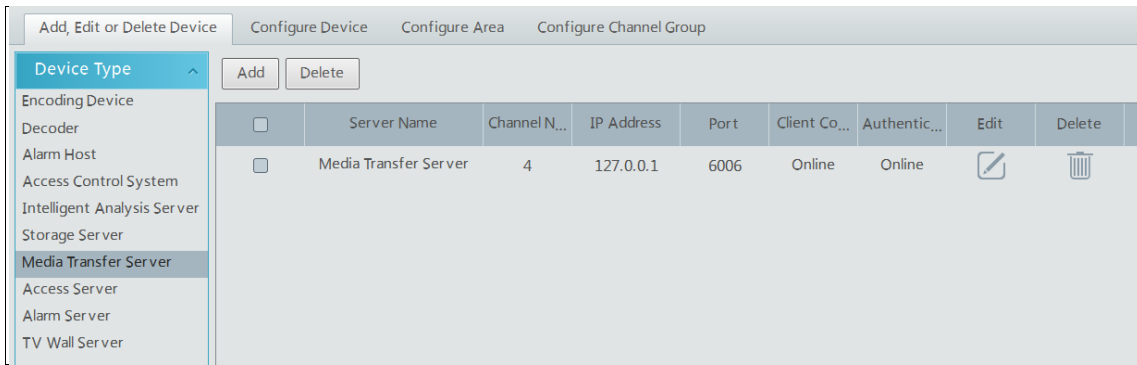 Add, Edit or Delete Device Configure Device Configure Area Configure Channel Group
Device Type
Add Delete
Encoding Device
Decoder
Alarm Host
Access Control System
Intelligent Analysis Server
Storage Server
Media Transfer Server
Access Server
Alarm Server
TV Wall Server
Server Name Channel N... IP Address Port Client Co... Authentic... Edit Delete
Media Transfer Server 4 127.0.0.1 6006 Online Online